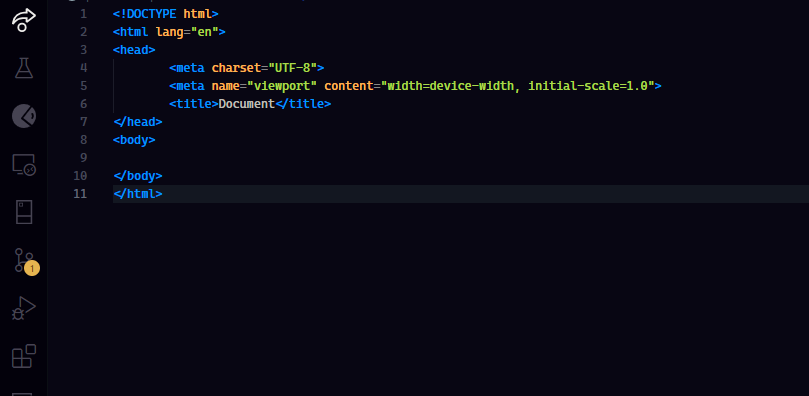 1 <!DOCTYPE html>
2 <html lang="en">
3 <head>
4 <meta charset="UTF-8">
5 <meta name="viewport" content="width=device-width, initial-scale=1.0">
6 <title>Document</title>
7 </head>
8 <body>
9
10 </body>
11 </html>
1